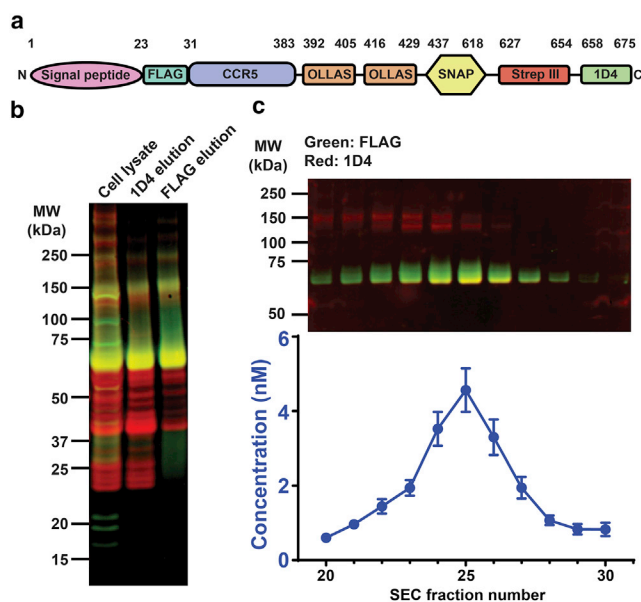 a
1 23 31 383 392 405 416 429 437 618 627 654 658 675
N Signal peptide FLAG CCR5 OLLAS OLLAS SNAP Strep III 1D4 C
b
Cell lysate
1D4 elution
FLAG elution
MW
(kDa)
250
150
100
75
50
37
25
20
15
c
MW
(kDa)
Green: FLAG
Red: 1D4
250
150
100
75
50
Concentration (nM)
6
4
2
0
20 25 30
SEC fraction number